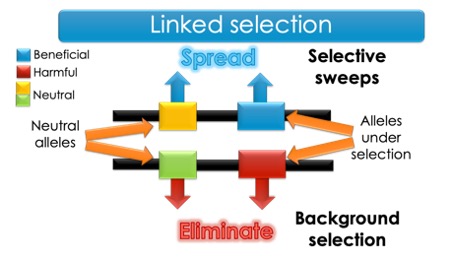 Linked selection
Beneficial
Harmful
Neutral
Spread
Selective
sweeps
Neutral
alleles
Alleles
under
selection
Eliminate
Background
selection